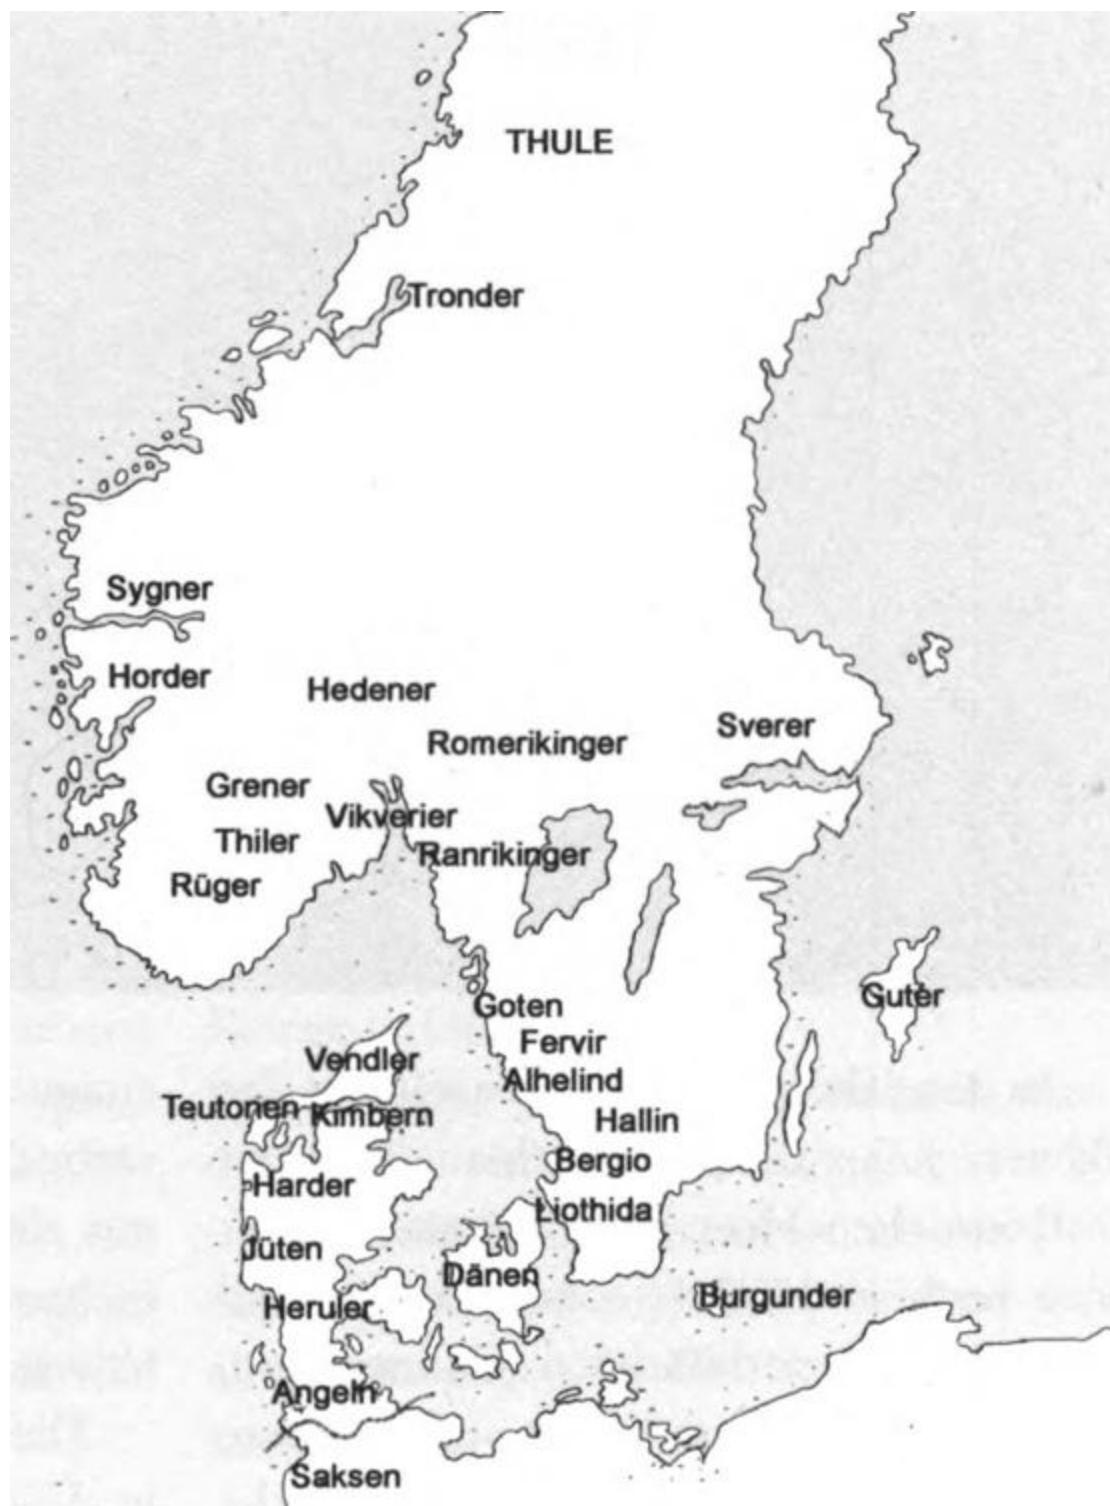 THULE
Tronder
Sygner
Horder
Hedener
Sverer
Romerikinger
Grener
Vikverier
Thiler
Ranrikinger
Rüger
Guter
Goten
Fervir
Vendler
Alhelind
Teutonen
Kimbern
Hallin
Bergio
Harder
Liothida
Jüten
Dänen
Burgunder
Heruler
Angeln
Saksen